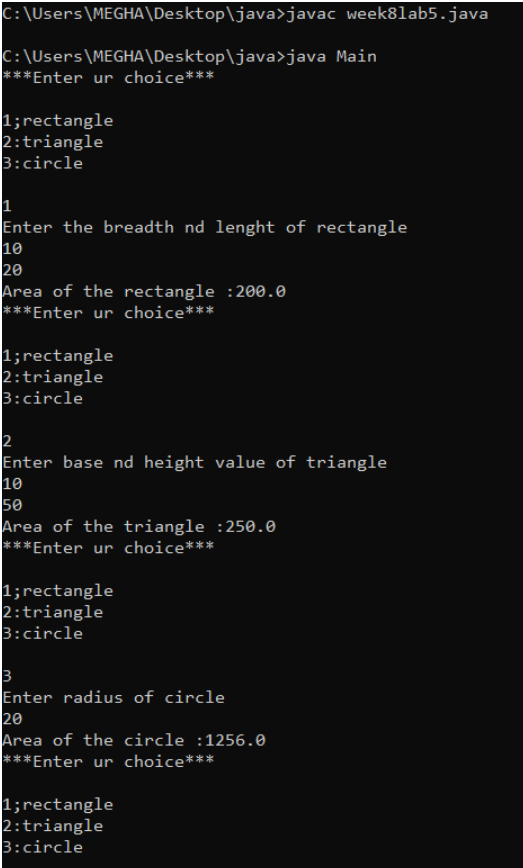 C:\Users\MEGHA\Desktop\java>javac week8lab5.java
C:\Users\MEGHA\Desktop\java>java Main
***Enter ur choice***
1;rectangle
2:triangle
3:circle
1
Enter the breadth nd lenght of rectangle
10
20
Area of the rectangle :200.0
***Enter ur choice***
1;rectangle
2:triangle
3:circle
2
Enter base nd height value of triangle
10
50
Area of the triangle :250.0
***Enter ur choice***
1;rectangle
2:triangle
3:circle
3
Enter radius of circle
20
Area of the circle :1256.0
***Enter ur choice***
1;rectangle
2:triangle
3:circle